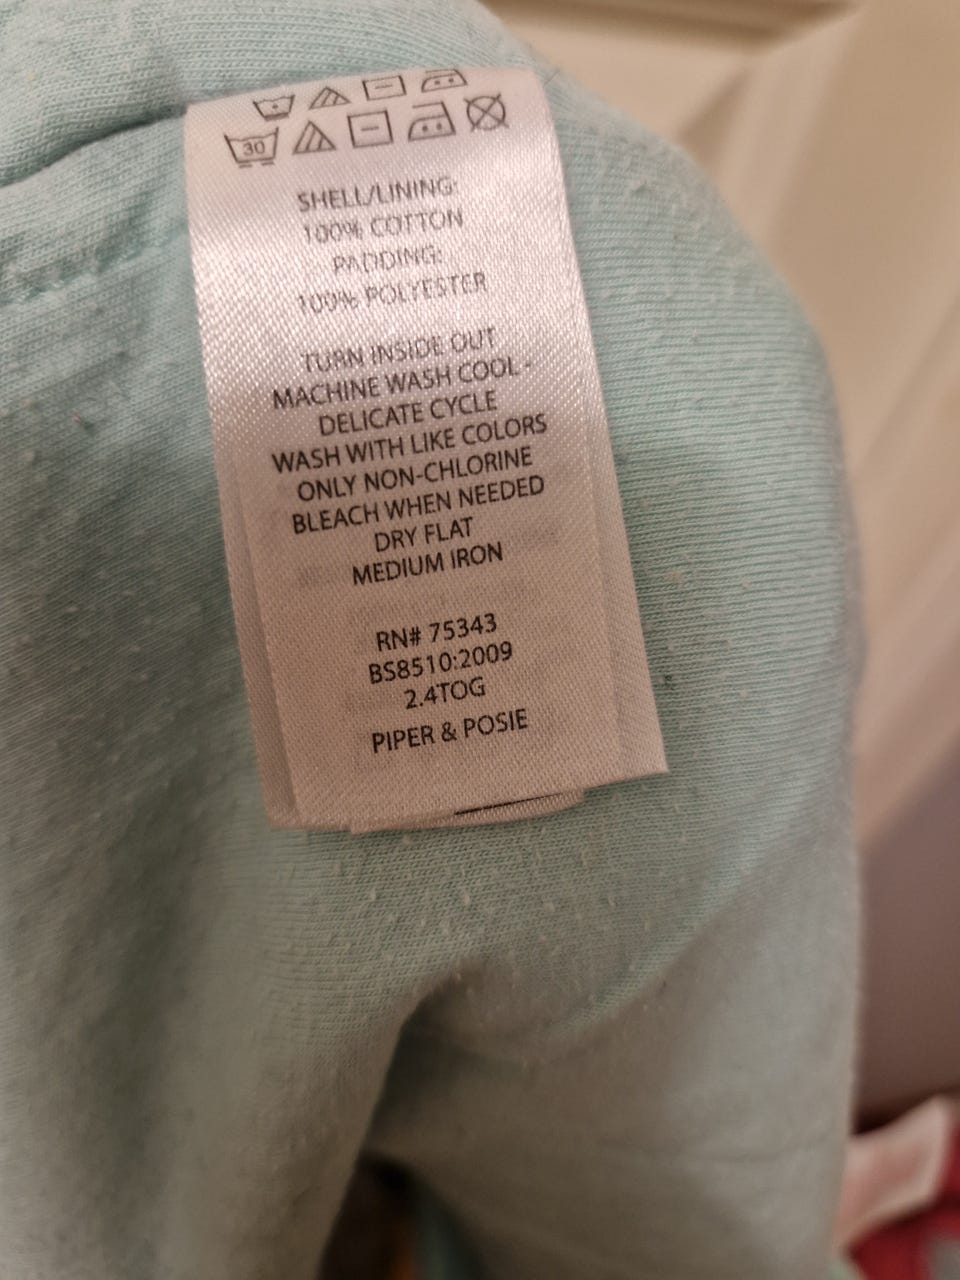 30
SHELL/LINING:
100% COTTON
PADDING:
100% POLYESTER
TURN INSIDE OUT
MACHINE WASH COOL -
DELICATE CYCLE
WASH WITH LIKE COLORS
ONLY NON-CHLORINE
BLEACH WHEN NEEDED
DRY FLAT
MEDIUM IRON
RN# 75343
BS8510:2009
2.4TOG
PIPER & POSIE